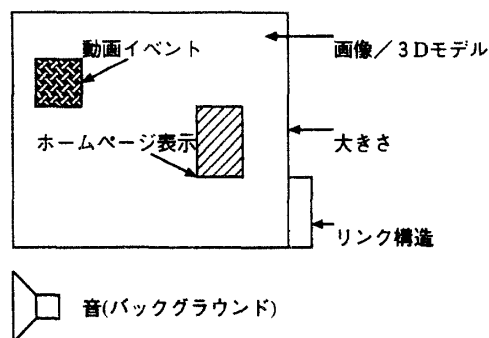 動画イベント
画像／３Dモデル
ホームページ表示
大きさ
リンク構造
音(バックグラウンド)